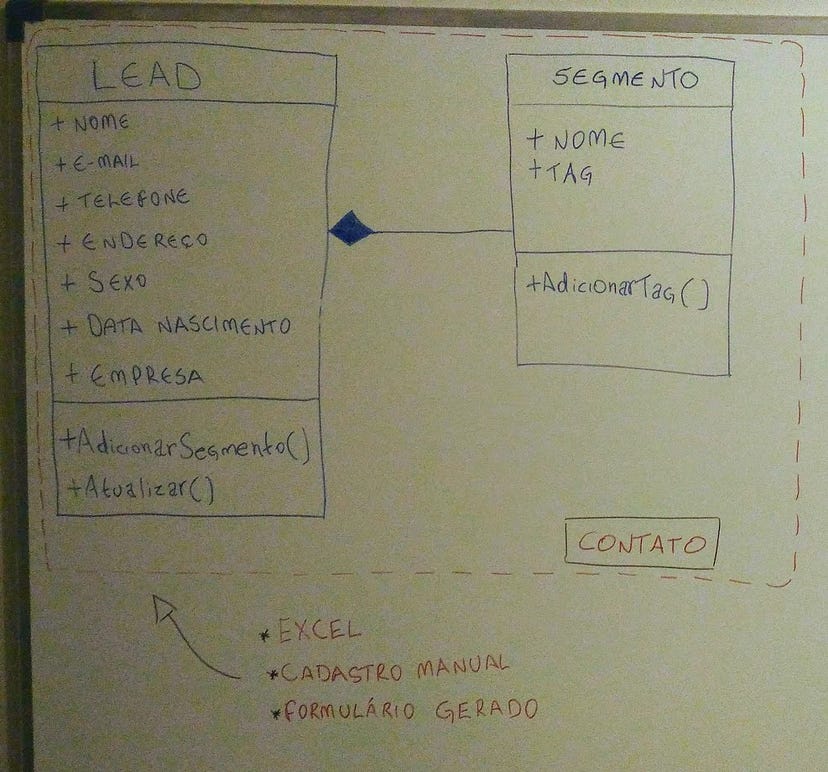 LEAD
+ NOME
+ E-MAIL
+ TELEFONE
+ ENDEREÇO
+ SEXO
+ DATA NASCIMENTO
+ EMPRESA
+AdicionarSegmento()
+Atualizar()
SEGMENTO
+ NOME
+TAG
+AdicionarTag()
CONTATO
*EXCEL
*CADASTRO MANUAL
*FORMULÁRIO GERADO